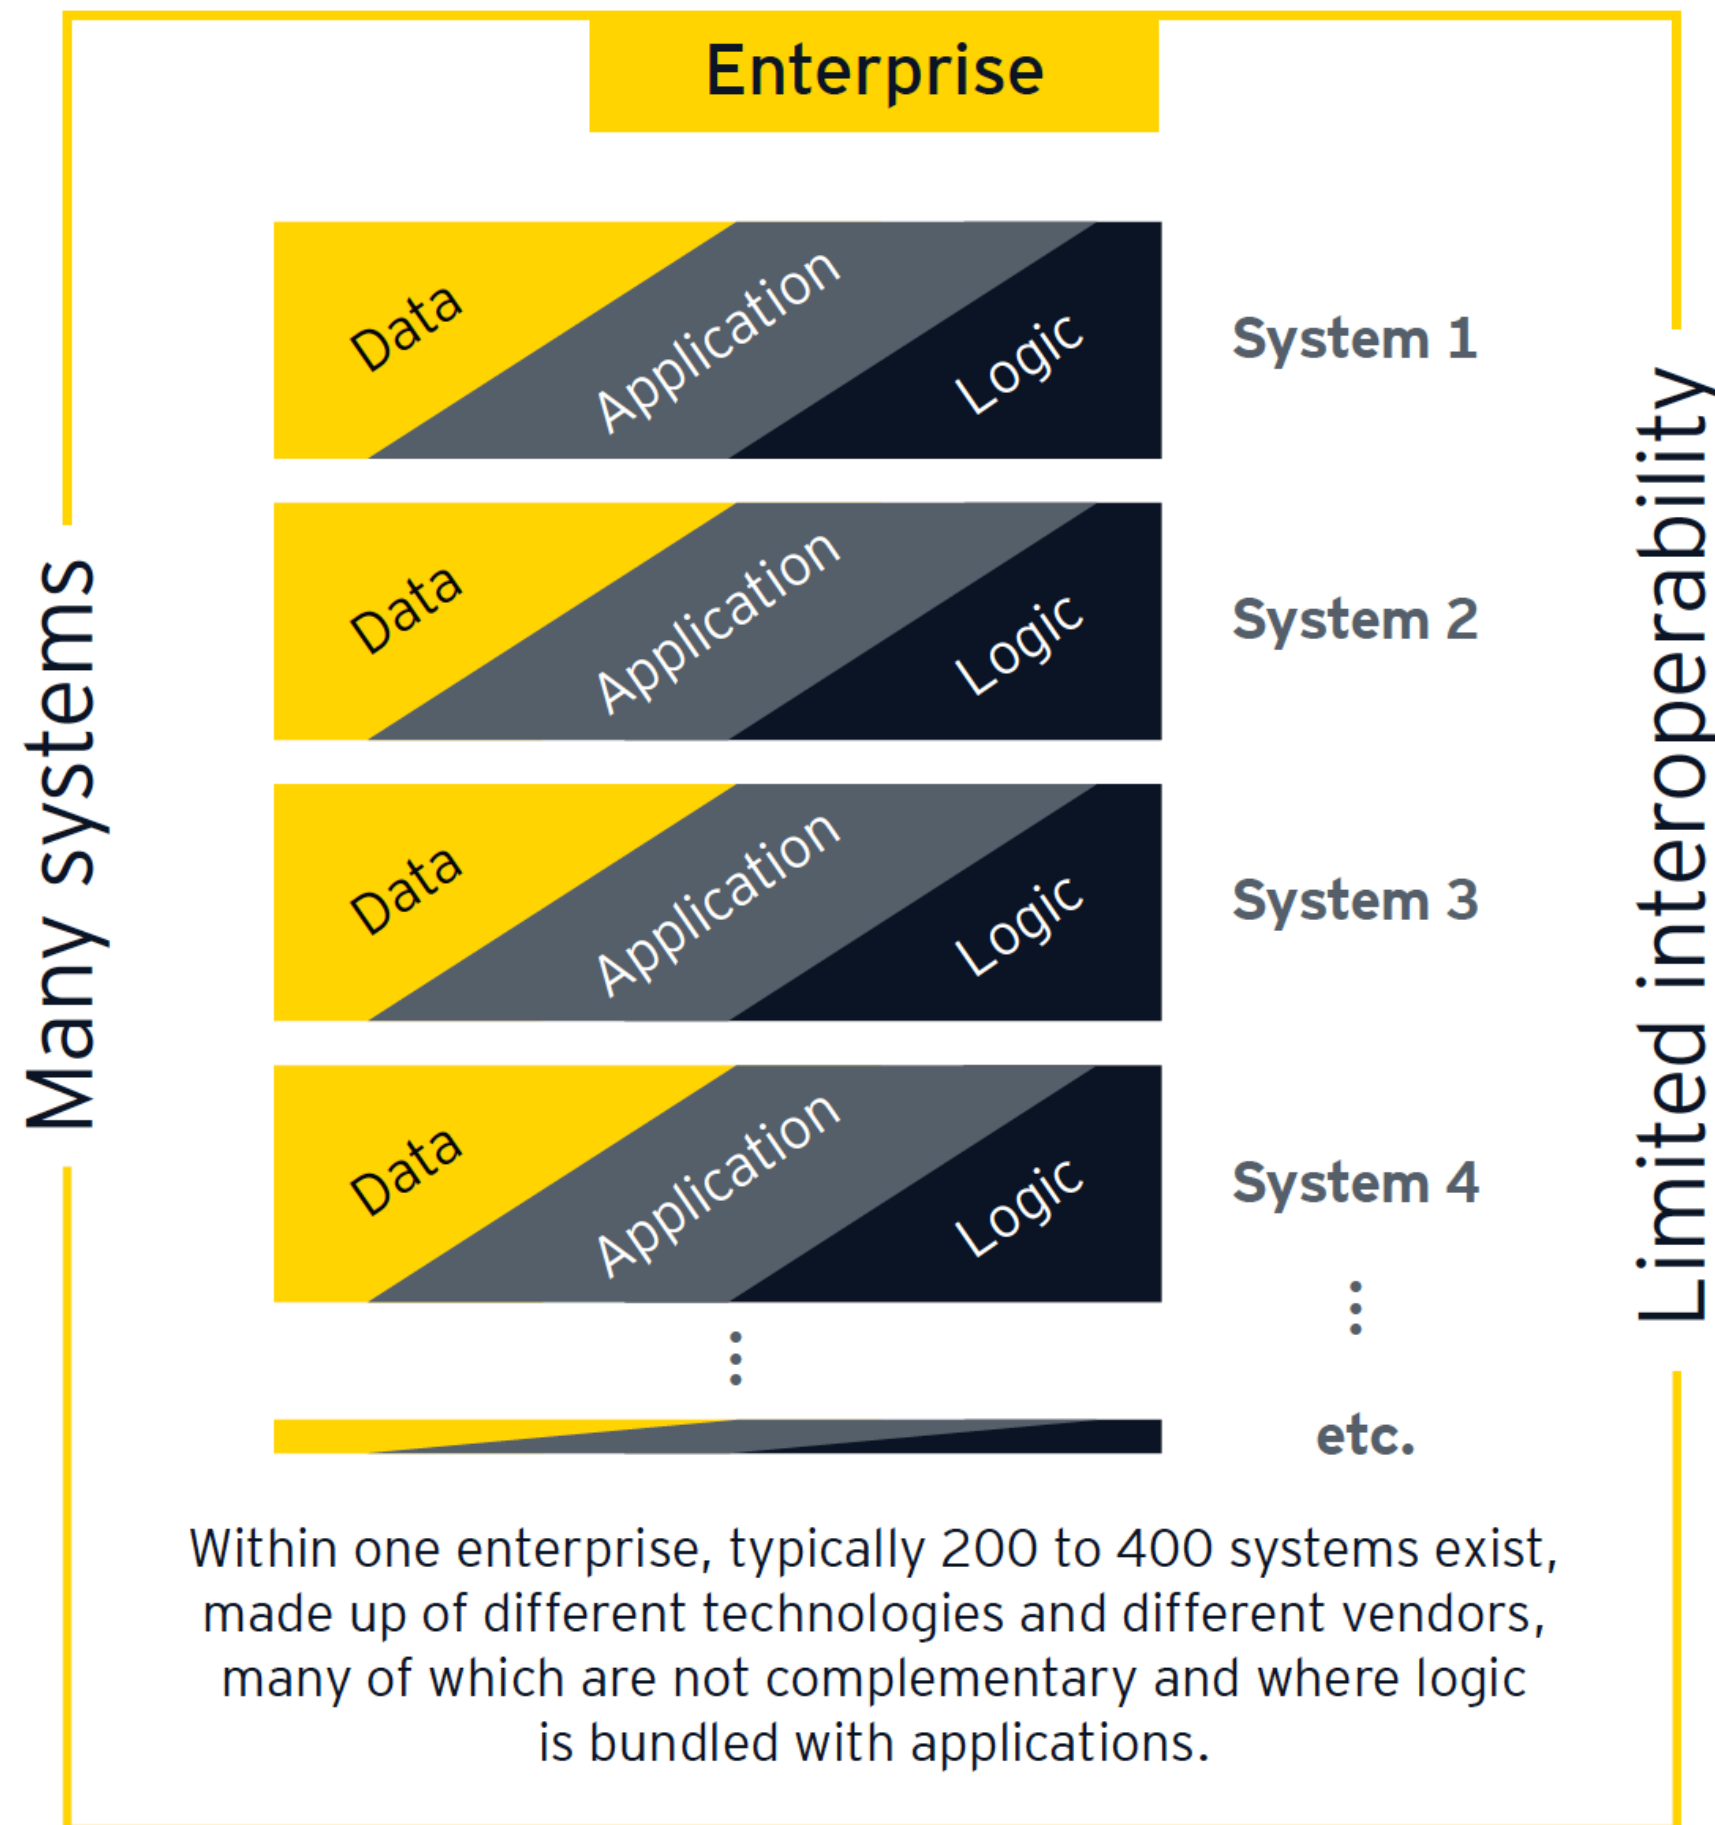 Enterprise
Many systems
Data
Application
Logic
System 1
Data
Application
Logic
System 2
Data
Application
Logic
System 3
Data
Application
Logic
System 4
etc.
Limited interoperability
Within one enterprise, typically 200 to 400 systems exist,
made up of different technologies and different vendors,
many of which are not complementary and where logic
is bundled with applications.